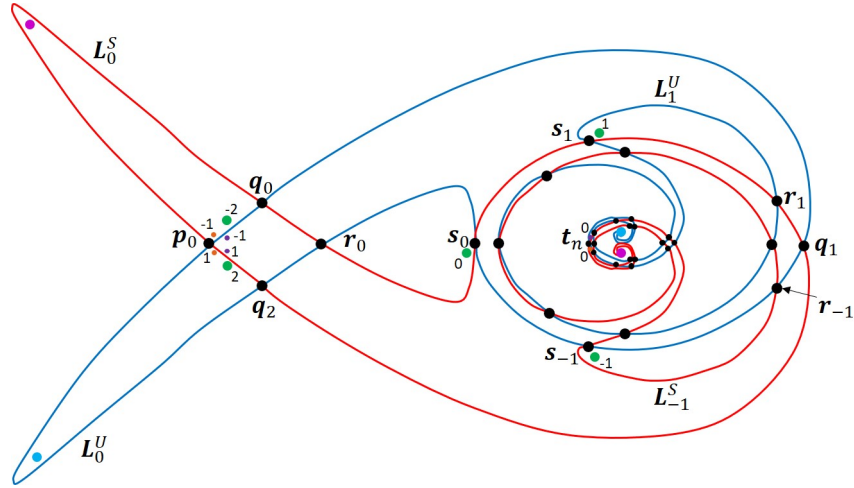 L_0^S
L_1^U
s_1
1
q_0
-2
-1
-1
p_0
1
1
2
r_0
s_0
0
0
t_n
0
r_1
q_1
q_2
r_{-1}
s_{-1}
-1
L_{-1}^S
L_0^U